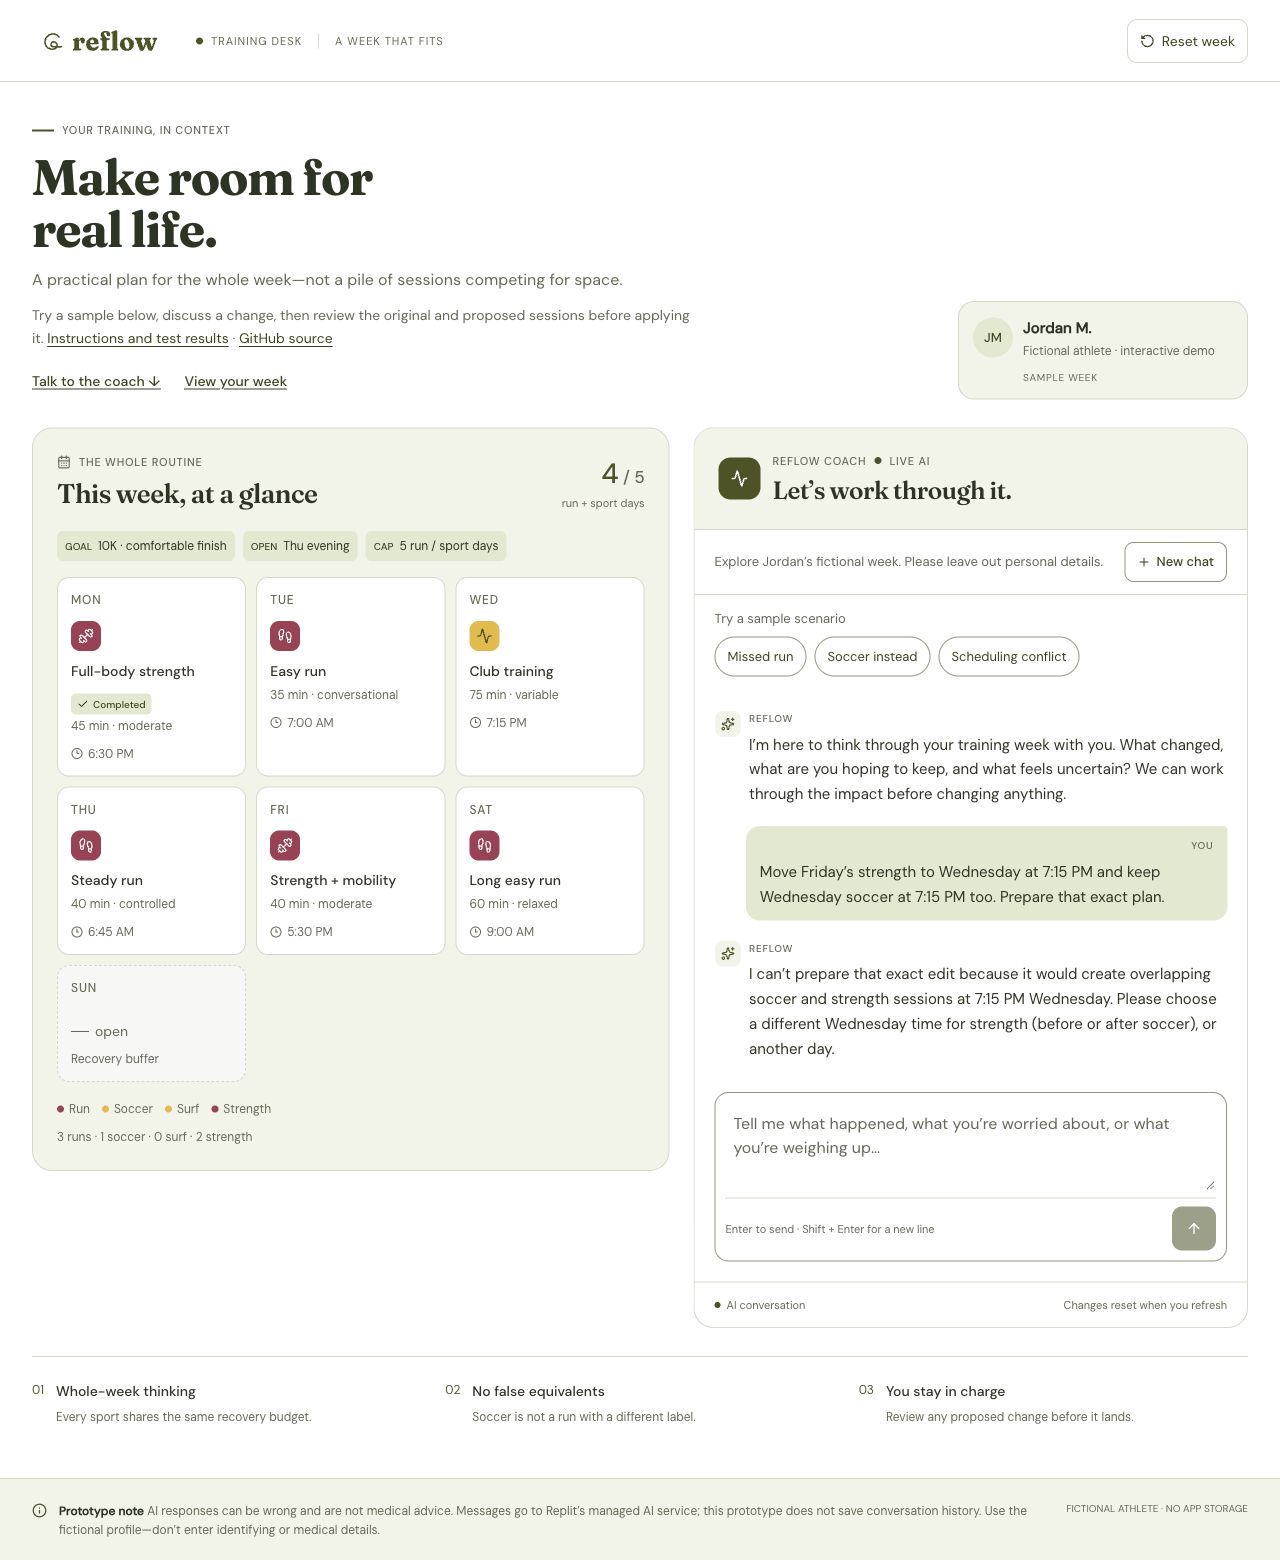 reflow
TRAINING DESK
A WEEK THAT FITS
Reset week
YOUR TRAINING, IN CONTEXT
Make room for
real life.
A practical plan for the whole week—not a pile of sessions competing for space.
Try a sample below, discuss a change, then review the original and proposed sessions before applying
it. Instructions and test results · GitHub source
Talk to the coach ↓
View your week
JM
Jordan M.
Fictional athlete · interactive demo
SAMPLE WEEK
THE WHOLE ROUTINE
This week, at a glance
4 / 5
run + sport days
GOAL 10K · comfortable finish
OPEN Thu evening
CAP 5 run / sport days
MON
Full-body strength
Completed
45 min · moderate
6:30 PM
TUE
Easy run
35 min · conversational
7:00 AM
WED
Club training
75 min · variable
7:15 PM
THU
Steady run
40 min · controlled
6:45 AM
FRI
Strength + mobility
40 min · moderate
5:30 PM
SAT
Long easy run
60 min · relaxed
9:00 AM
SUN
open
Recovery buffer
Run
Soccer
Surf
Strength
3 runs · 1 soccer · 0 surf · 2 strength
REFLOW COACH
LIVE AI
Let’s work through it.
Explore Jordan’s fictional week. Please leave out personal details.
New chat
Try a sample scenario
Missed run
Soccer instead
Scheduling conflict
REFLOW
I’m here to think through your training week with you. What changed,
what are you hoping to keep, and what feels uncertain? We can work
through the impact before changing anything.
YOU
Move Friday’s strength to Wednesday at 7:15 PM and keep
Wednesday soccer at 7:15 PM too. Prepare that exact plan.
REFLOW
I can’t prepare that exact edit because it would create overlapping
soccer and strength sessions at 7:15 PM Wednesday. Please choose
a different Wednesday time for strength (before or after soccer), or
another day.
Tell me what happened, what you’re worried about, or what
you’re weighing up…
Enter to send · Shift + Enter for a new line
AI conversation
Changes reset when you refresh
01 Whole-week thinking
Every sport shares the same recovery budget.
02 No false equivalents
Soccer is not a run with a different label.
03 You stay in charge
Review any proposed change before it lands.
Prototype note AI responses can be wrong and are not medical advice. Messages go to Replit’s managed AI service; this prototype does not save conversation history. Use the
fictional profile—don’t enter identifying or medical details.
FICTIONAL ATHLETE · NO APP STORAGE